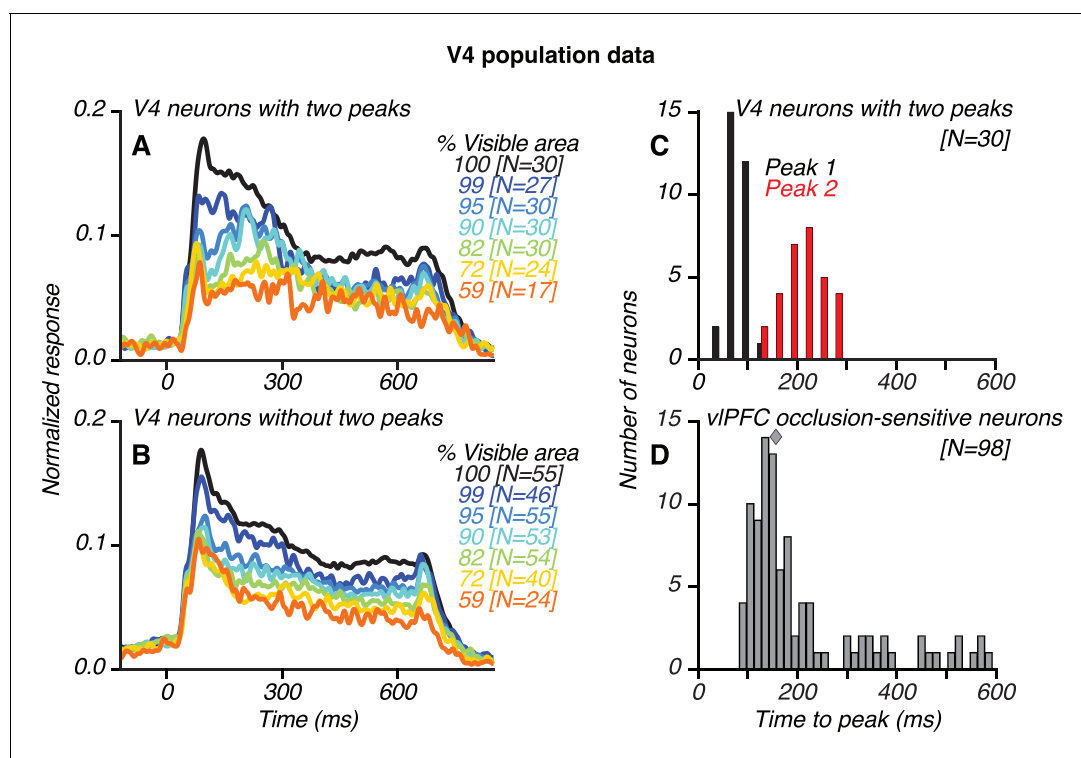 V4 population data
0.2
V4 neurons with two peaks
A
% Visible area
100 [N=30]
99 [N=27]
95 [N=30]
90 [N=30]
82 [N=30]
72 [N=24]
59 [N=17]
0.1
0.0
0
300
600
Normalized response
0.2
V4 neurons without two peaks
B
% Visible area
100 [N=55]
99 [N=46]
95 [N=55]
90 [N=53]
82 [N=54]
72 [N=40]
59 [N=24]
0.1
0.0
0
300
600
Time (ms)
15
V4 neurons with two peaks
C
[N=30]
Peak 1
Peak 2
10
5
0
0
200
400
600
Number of neurons
15
vlPFC occlusion-sensitive neurons
D
[N=98]
10
5
0
0
200
400
600
Time to peak (ms)